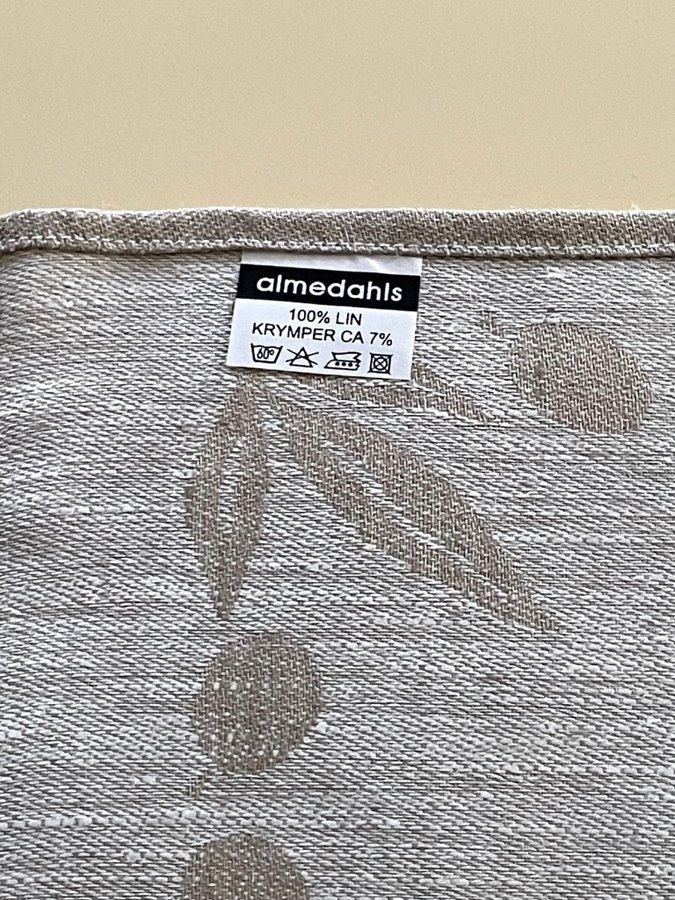 almedahls
100% LIN
KRYMPER CA 7%
60°